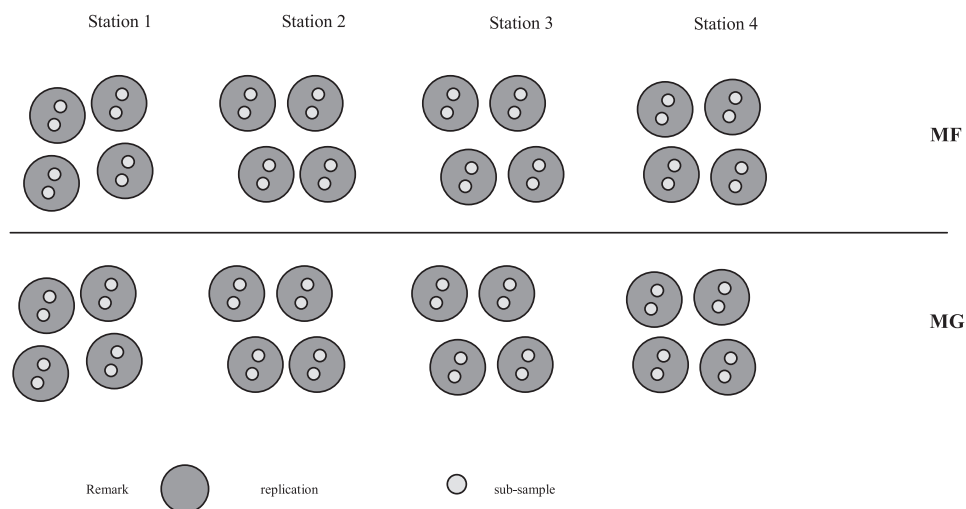 Station 1 Station 2 Station 3 Station 4
MF
MG
Remark replication sub-sample